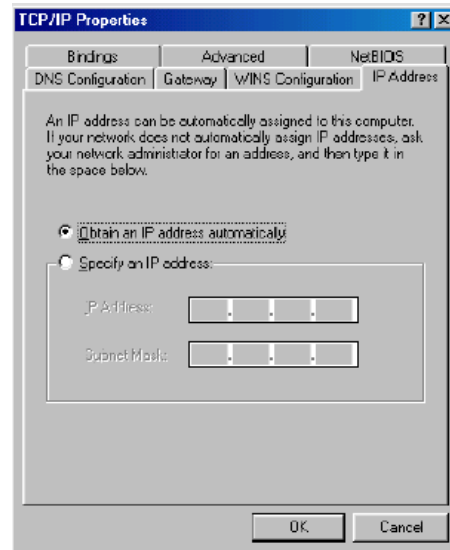 TCP/IP Properties
Bindings Advanced NetBIOS
DNS Configuration Gateway WINS Configuration IP Address
An IP address can be automatically assigned to this computer.
If your network does not automatically assign IP addresses, ask
your network administrator for an address, and then type it in
the space below.
Obtain an IP address automatically
Specify an IP address:
IP Address:
Subnet Mask:
OK Cancel